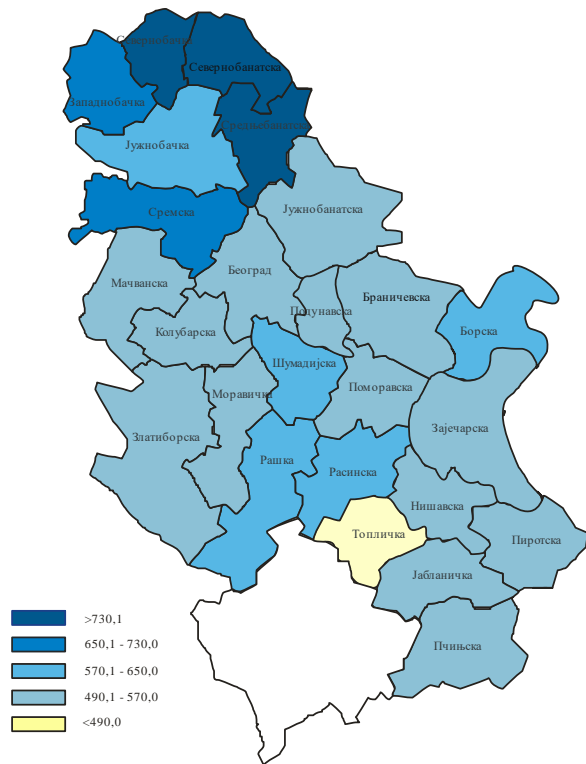 Севернобачка
Севернобанатска
Западнобачка
Средњебанатска
Јужнобачка
Сремска
Јужнобанатска
Београд
Мачванска
Подунавска
Браничевска
Борска
Колубарска
Шумадијска
Моравичка
Поморавска
Зајечарска
Златиборска
Рашка
Расинска
Нишавска
Топличка
Пиротска
Јабланичка
Пчињска
>730,1
650,1 - 730,0
570,1 - 650,0
490,1 - 570,0
<490,0